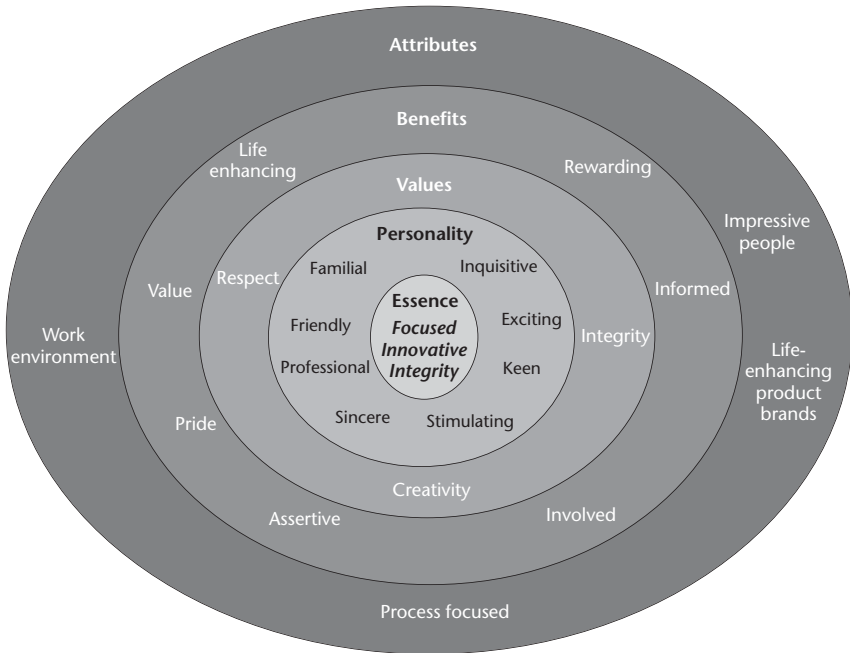 Attributes
Benefits
Life
enhancing
Rewarding
Values
Impressive
people
Personality
Familial
Inquisitive
Respect
Value
Informed
Essence
Focused
Innovative
Integrity
Friendly
Exciting
Integrity
Work
environment
Professional
Keen
Life-
enhancing
product
brands
Sincere
Stimulating
Pride
Creativity
Assertive
Involved
Process focused